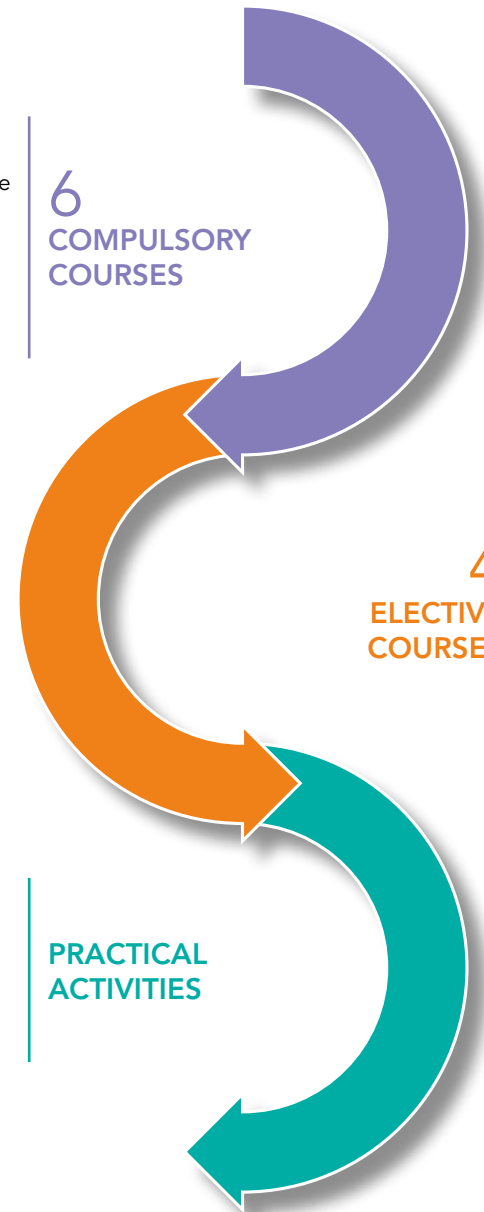 e
6
COMPULSORY
COURSES
4
ELECTIV
COURSE
PRACTICAL
ACTIVITIES